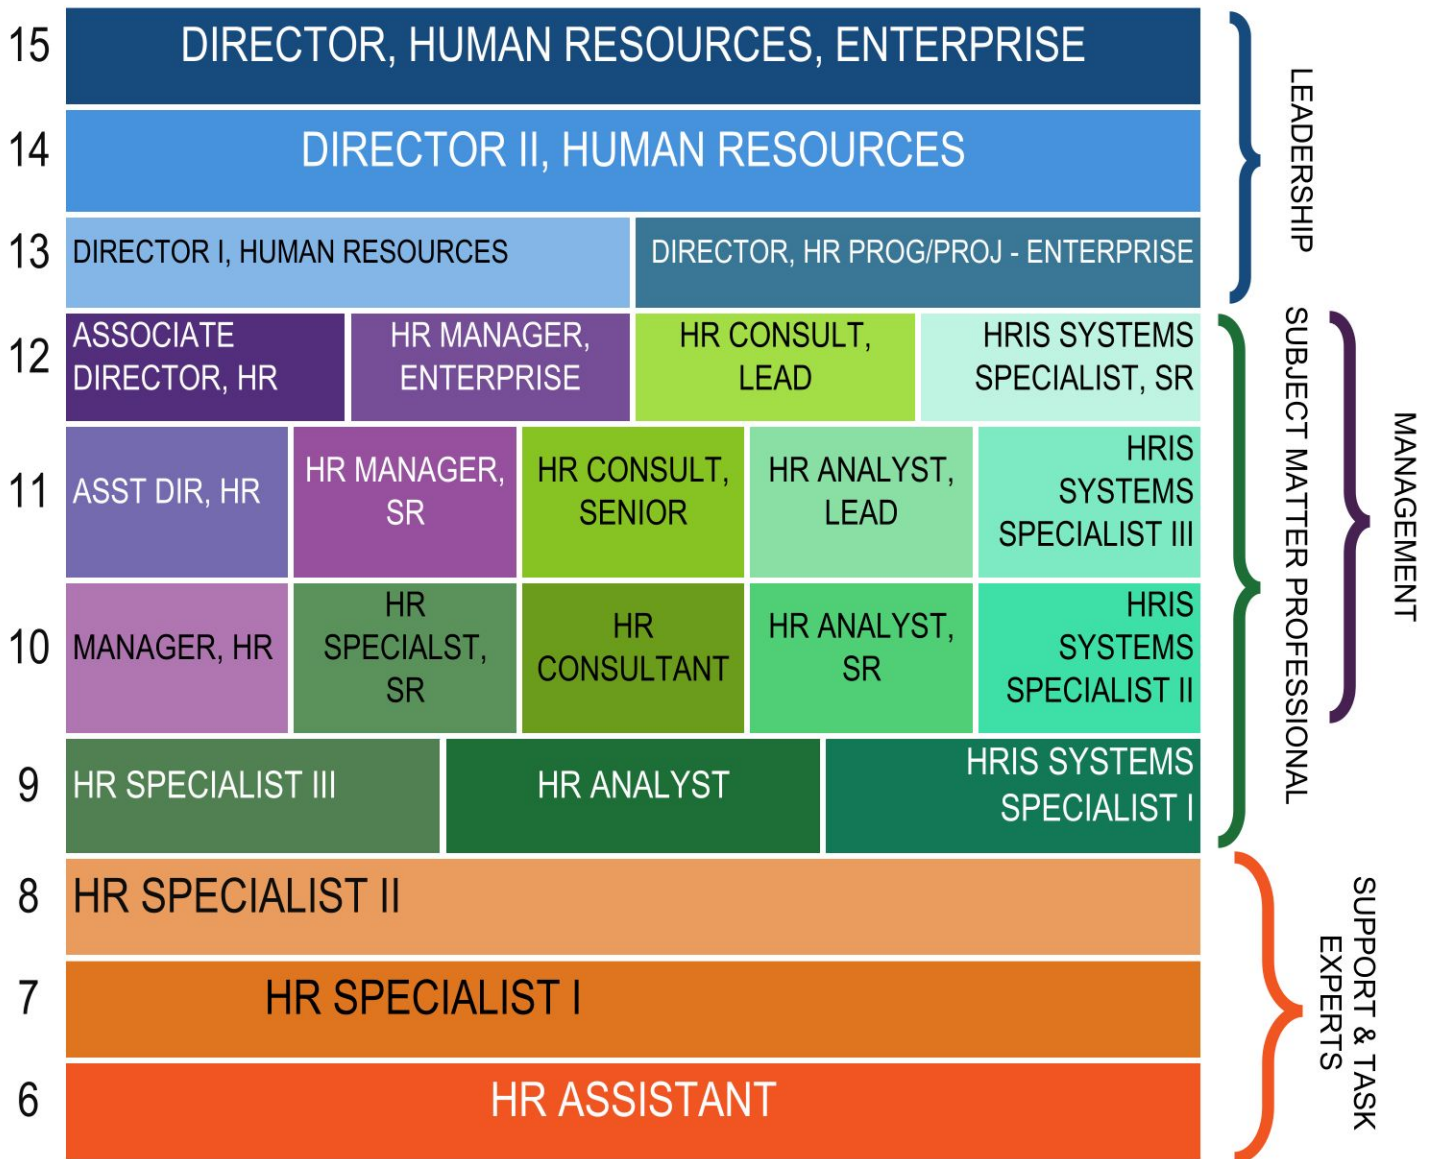 15
DIRECTOR, HUMAN RESOURCES, ENTERPRISE
14
DIRECTOR II, HUMAN RESOURCES
13
DIRECTOR I, HUMAN RESOURCES
DIRECTOR, HR PROG/PROJ - ENTERPRISE
LEADERSHIP
12
ASSOCIATE
DIRECTOR, HR
HR MANAGER,
ENTERPRISE
HR CONSULT,
LEAD
HRIS SYSTEMS
SPECIALIST, SR
11
ASST DIR, HR
HR MANAGER,
SR
HR CONSULT,
SENIOR
HR ANALYST,
LEAD
HRIS
SYSTEMS
SPECIALIST III
10
MANAGER, HR
HR
SPECIALST,
SR
HR
CONSULTANT
HR ANALYST,
SR
HRIS
SYSTEMS
SPECIALIST II
9
HR SPECIALIST III
HR ANALYST
HRIS SYSTEMS
SPECIALIST I
SUBJECT MATTER PROFESSIONAL
MANAGEMENT
8
HR SPECIALIST II
7
HR SPECIALIST I
6
HR ASSISTANT
SUPPORT & TASK
EXPERTS